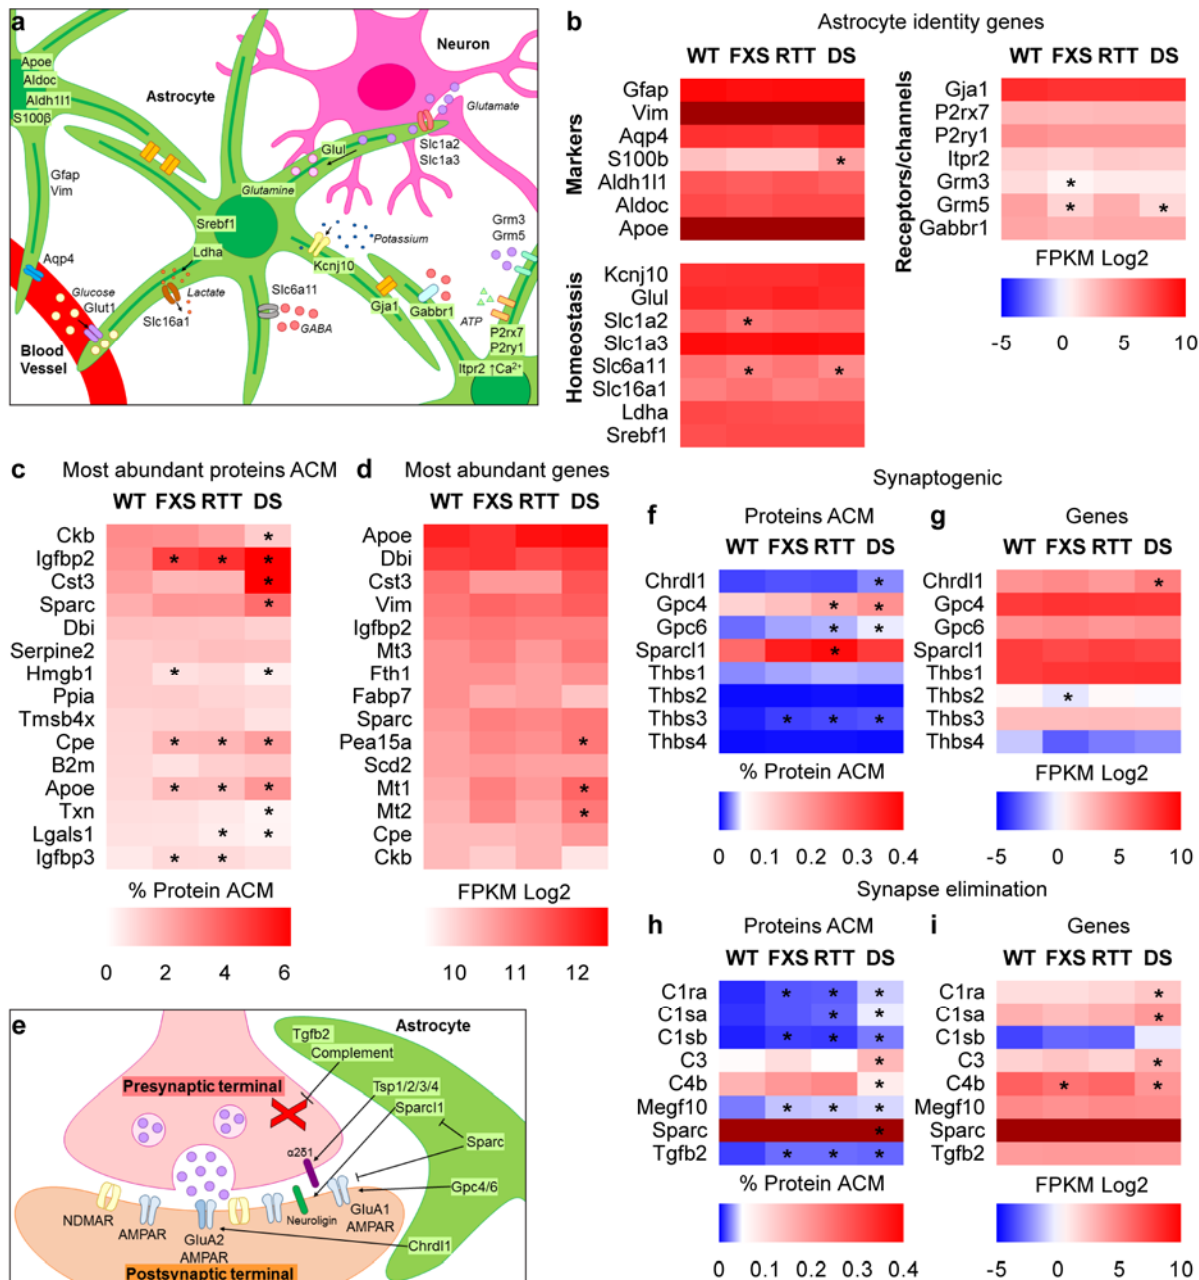 a
Neuron
Astrocyte
Apoe
Aldoc
Aldh1l1
S100β
Glutamate
Slc1a2
Slc1a3
Glul
Glutamine
Gfap
Vim
Srebf1
Ldha
Potassium
Kcnj10
Grm3
Grm5
Aqp4
Glucose
Glut1
Lactate
Slc16a1
Slc6a11
GABA
Gja1
Gabbr1
ATP
P2rx7
P2ry1
Itpr2 ↑Ca²⁺
Blood
Vessel
b
Astrocyte identity genes
WT FXS RTT DS
Markers
Gfap
Vim
Aqp4
S100b *
Aldh1l1
Aldoc
Apoe
Homeostasis
Kcnj10
Glul
Slc1a2 *
Slc1a3
Slc6a11 * *
Slc16a1
Ldha
Srebf1
WT FXS RTT DS
Receptors/channels
Gja1
P2rx7
P2ry1
Itpr2
Grm3 *
Grm5 * *
Gabbr1
FPKM Log2
-5 0 5 10
c Most abundant proteins ACM
WT FXS RTT DS
Ckb *
Igfbp2 * * *
Cst3 *
Sparc *
Dbi
Serpine2
Hmgb1 * *
Ppia
Tmsb4x
Cpe * * *
B2m
Apoe * * *
Txn *
Lgals1 * *
Igfbp3 * *
% Protein ACM
0 2 4 6
d Most abundant genes
WT FXS RTT DS
Apoe
Dbi
Cst3
Vim
Igfbp2
Mt3
Fth1
Fabp7
Sparc
Pea15a *
Scd2
Mt1 *
Mt2 *
Cpe
Ckb
FPKM Log2
10 11 12
e
Astrocyte
Tgfb2
Complement
Presynaptic terminal
Tsp1/2/3/4
Sparcl1
Sparc
α2δ1
Gpc4/6
Neuroligin
GluA1
AMPAR
NDMAR
AMPAR
GluA2
AMPAR
Chrdl1
Postsynaptic terminal
Synaptogenic
f Proteins ACM
WT FXS RTT DS
Chrdl1 *
Gpc4 * *
Gpc6 * *
Sparcl1 *
Thbs1
Thbs2
Thbs3 * * *
Thbs4
% Protein ACM
0 0.1 0.2 0.3 0.4
g Genes
WT FXS RTT DS
Chrdl1 *
Gpc4
Gpc6
Sparcl1
Thbs1
Thbs2 *
Thbs3
Thbs4
FPKM Log2
-5 0 5 10
Synapse elimination
h Proteins ACM
WT FXS RTT DS
C1ra * * *
C1sa * *
C1sb * * *
C3 *
C4b *
Megf10 * * *
Sparc *
Tgfb2 * * *
% Protein ACM
0 0.1 0.2 0.3 0.4
i Genes
WT FXS RTT DS
C1ra *
C1sa *
C1sb
C3 *
C4b * *
Megf10
Sparc
Tgfb2
FPKM Log2
-5 0 5 10